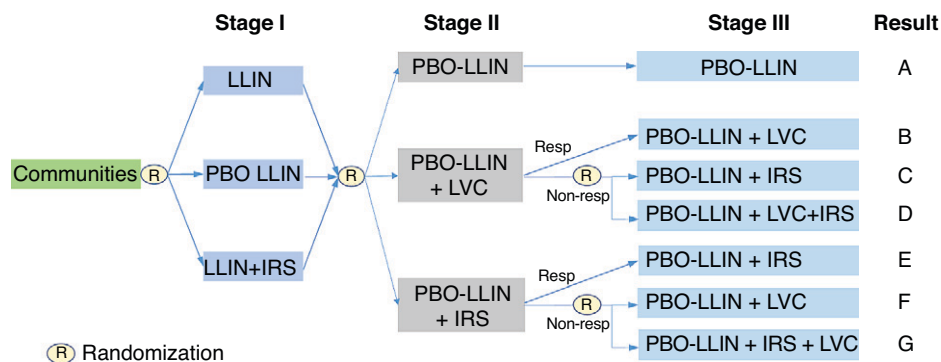 Stage I Stage II Stage III Result
LLIN PBO-LLIN PBO-LLIN A
Communities R PBO LLIN R PBO-LLIN + LVC Resp PBO-LLIN + LVC B
R Non-resp PBO-LLIN + IRS C
PBO-LLIN + LVC+IRS D
LLIN+IRS PBO-LLIN + IRS Resp PBO-LLIN + IRS E
R Non-resp PBO-LLIN + LVC F
PBO-LLIN + IRS + LVC G
R Randomization